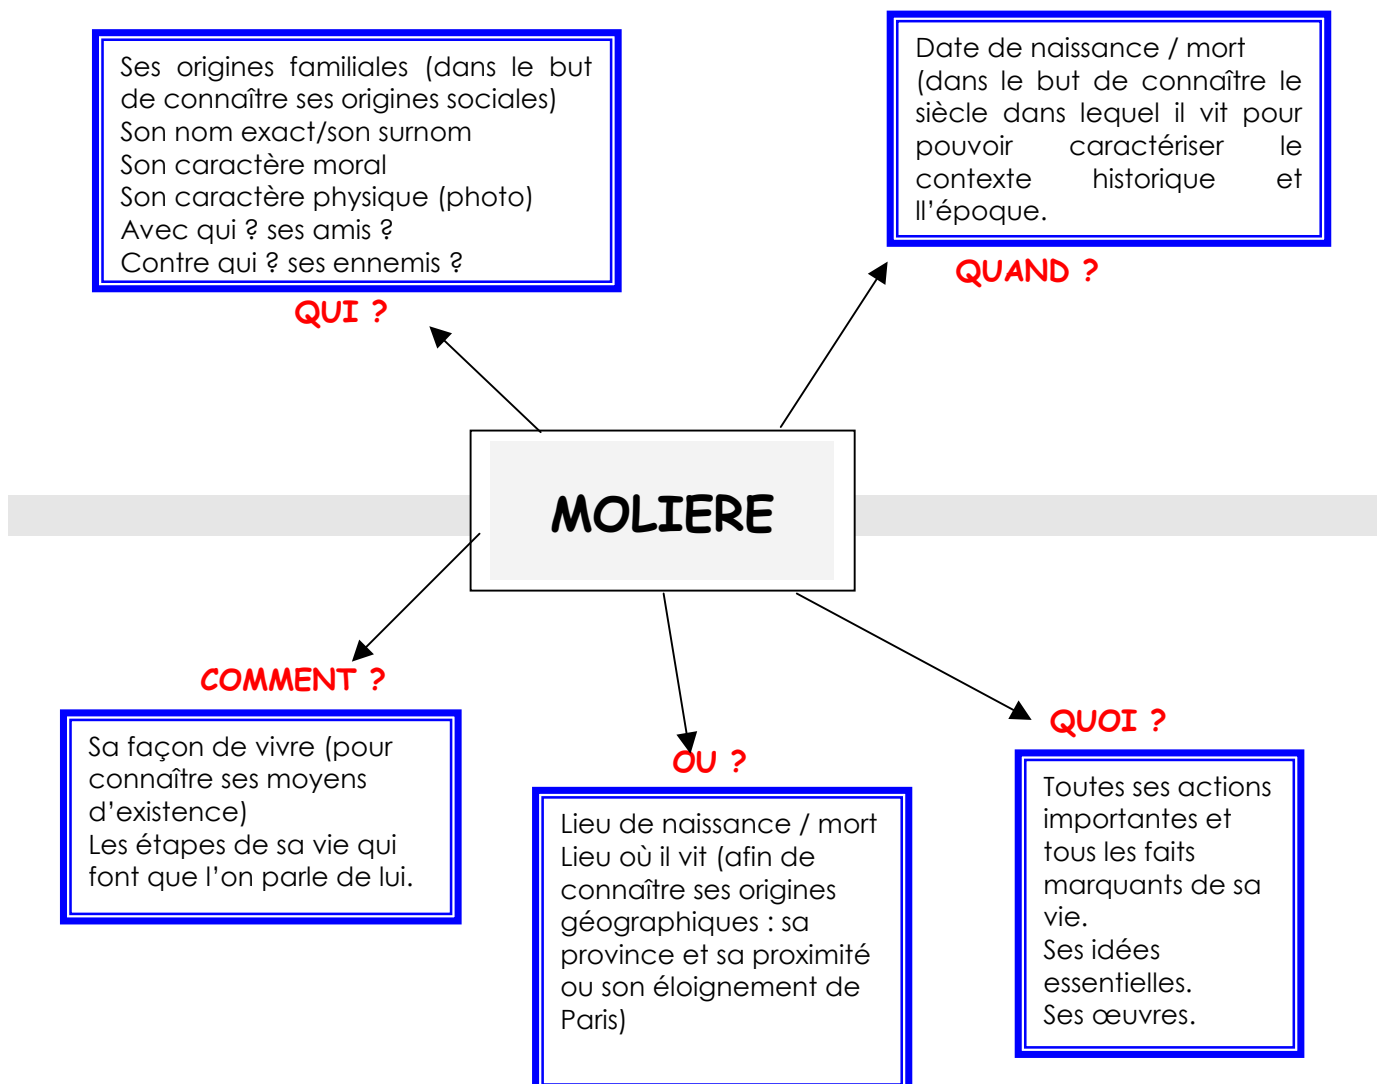 Ses origines familiales (dans le but
de connaître ses origines sociales)
Son nom exact/son surnom
Son caractère moral
Son caractère physique (photo)
Avec qui ? ses amis ?
Contre qui ? ses ennemis ?
QUI ?
Date de naissance / mort
(dans le but de connaître le
siècle dans lequel il vit pour
pouvoir caractériser le
contexte historique et
ll’époque.
QUAND ?
MOLIERE
COMMENT ?
Sa façon de vivre (pour
connaître ses moyens
d’existence)
Les étapes de sa vie qui
font que l’on parle de lui.
OU ?
Lieu de naissance / mort
Lieu où il vit (afin de
connaître ses origines
géographiques : sa
province et sa proximité
ou son éloignement de
Paris)
QUOI ?
Toutes ses actions
importantes et
tous les faits
marquants de sa
vie.
Ses idées
essentielles.
Ses œuvres.